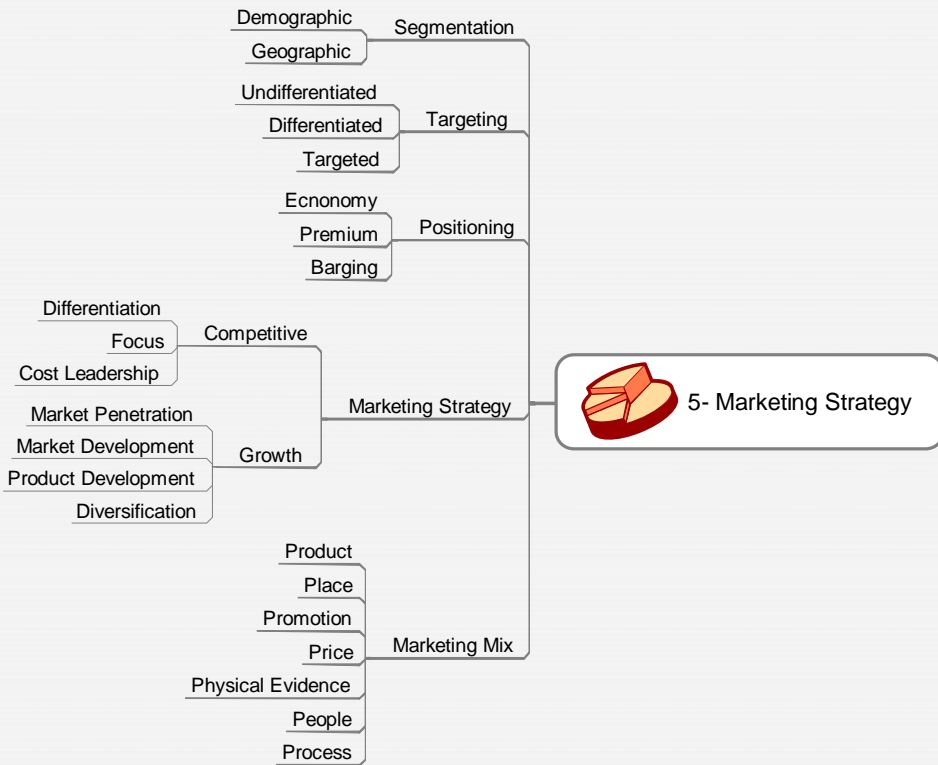 Demographic
Geographic
Segmentation
Undifferentiated
Differentiated
Targeted
Targeting
Ecnonomy
Premium
Barging
Positioning
Differentiation
Focus
Cost Leadership
Competitive
Market Penetration
Market Development
Product Development
Diversification
Growth
Marketing Strategy
Product
Place
Promotion
Price
Physical Evidence
People
Process
Marketing Mix
5- Marketing Strategy